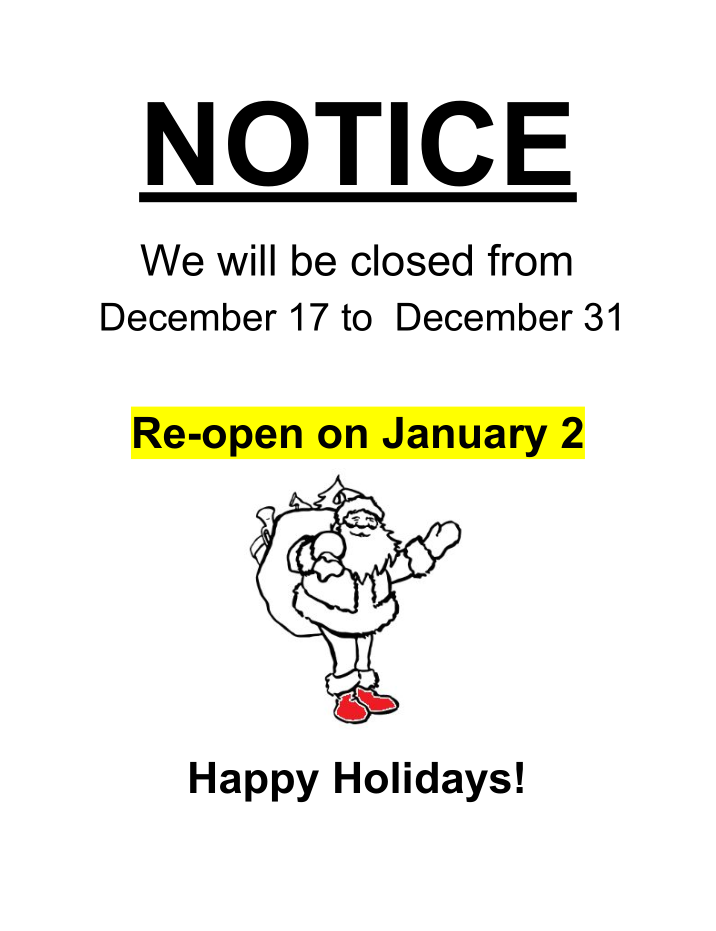 NOTICE
We will be closed from
December 17 to  December 31
Re-open on January 2
Happy Holidays!